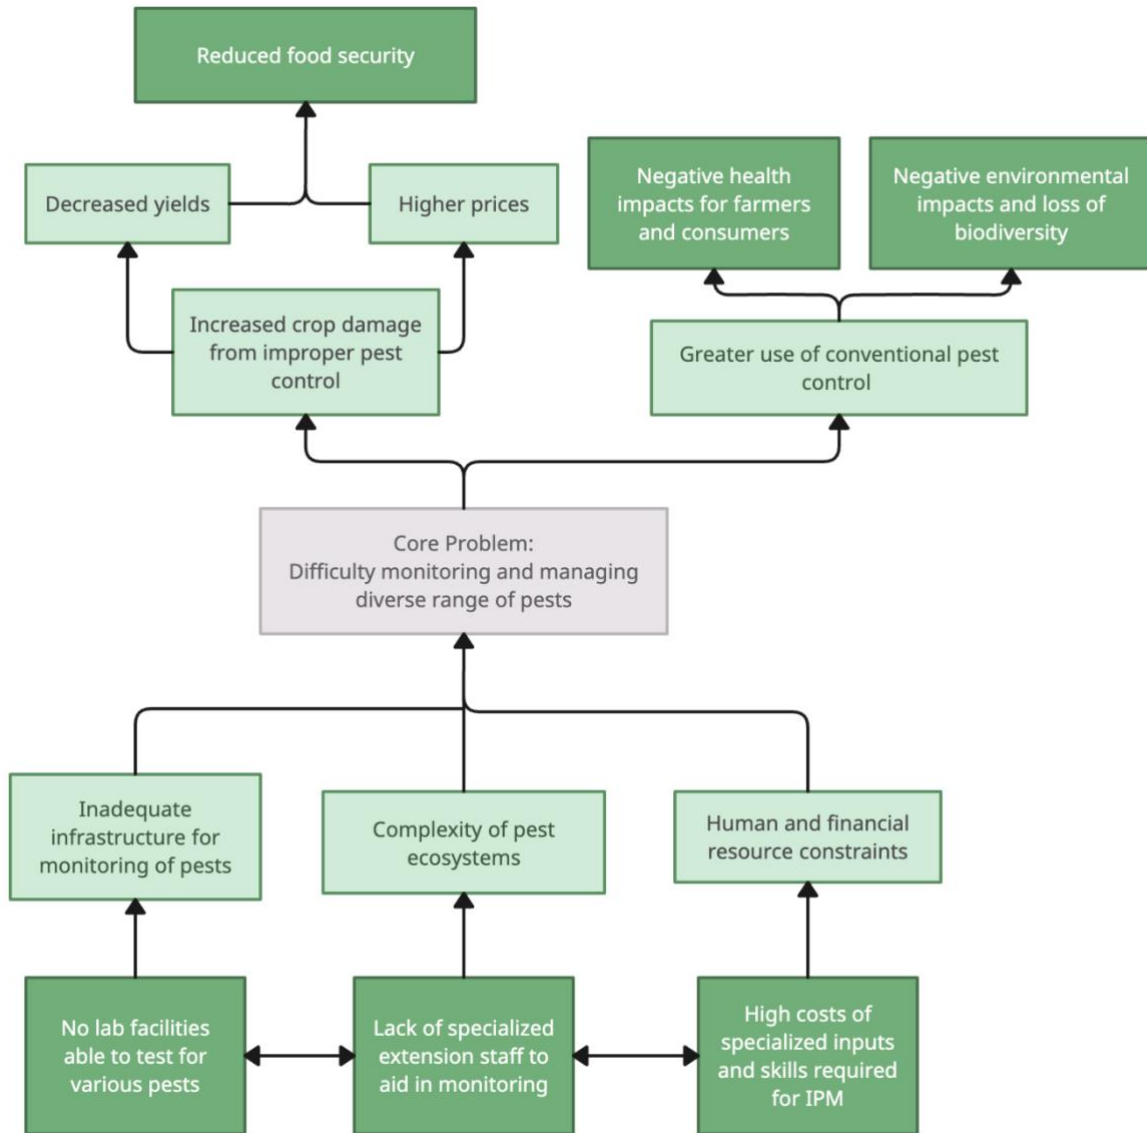 Reduced food security
Decreased yields
Higher prices
Negative health
impacts for farmers
and consumers
Negative environmental
impacts and loss of
biodiversity
Increased crop damage
from improper pest
control
Greater use of conventional pest
control
Core Problem:
Difficulty monitoring and managing
diverse range of pests
Inadequate
infrastructure for
monitoring of pests
Complexity of pest
ecosystems
Human and financial
resource constraints
No lab facilities
able to test for
various pests
Lack of specialized
extension staff to
aid in monitoring
High costs of
specialized inputs
and skills required
for IPM